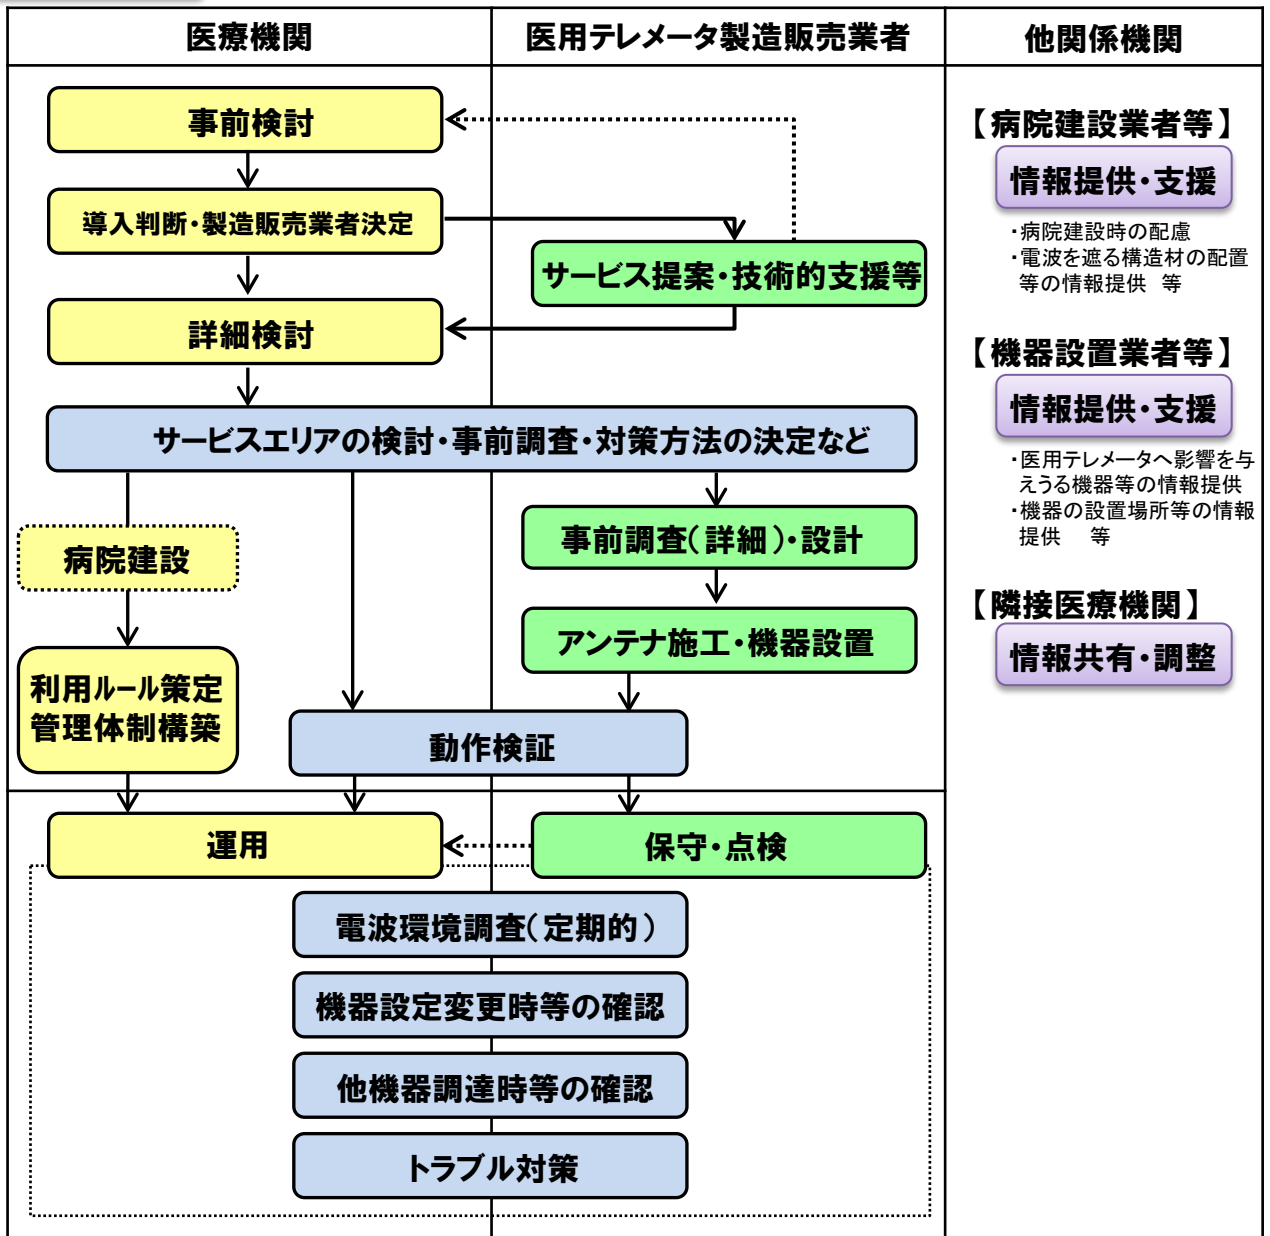 医療機関
医用テレメータ製造販売業者
他関係機関
事前検討
導入判断・製造販売業者決定
サービス提案・技術的支援等
詳細検討
サービスエリアの検討・事前調査・対策方法の決定など
病院建設
事前調査(詳細)・設計
アンテナ施工・機器設置
利用ルール策定
管理体制構築
動作検証
運用
保守・点検
電波環境調査(定期的)
機器設定変更時等の確認
他機器調達時等の確認
トラブル対策
【病院建設業者等】
情報提供・支援
・病院建設時の配慮
・電波を遮る構造材の配置
等の情報提供 等
【機器設置業者等】
情報提供・支援
・医用テレメータへ影響を与
えうる機器等の情報提供
・機器の設置場所等の情報
提供 等
【隣接医療機関】
情報共有・調整